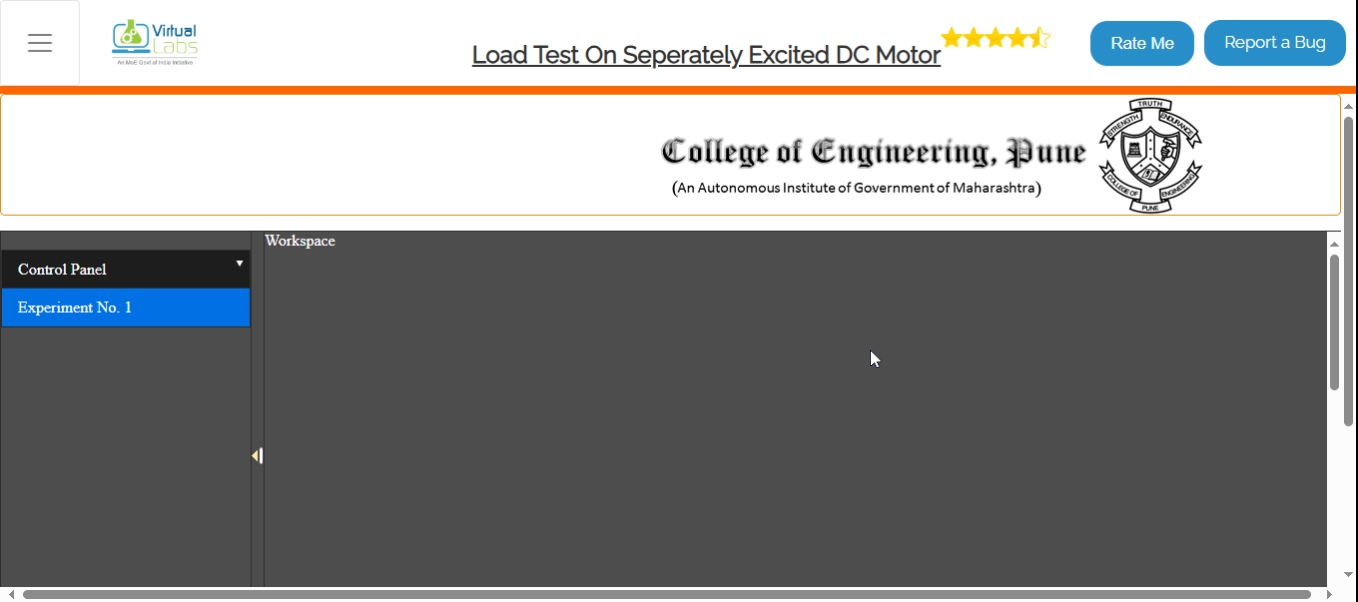 Virtual
Labs
An MoE Govt of India Initiative
Load Test On Seperately Excited DC Motor
Rate Me
Report a Bug
College of Engineering, Pune
(An Autonomous Institute of Government of Maharashtra)
TRUTH
STRENGTH
ENDURANCE
COLLEGE OF
ENGINEERING
PUNE
Workspace
Control Panel
Experiment No. 1